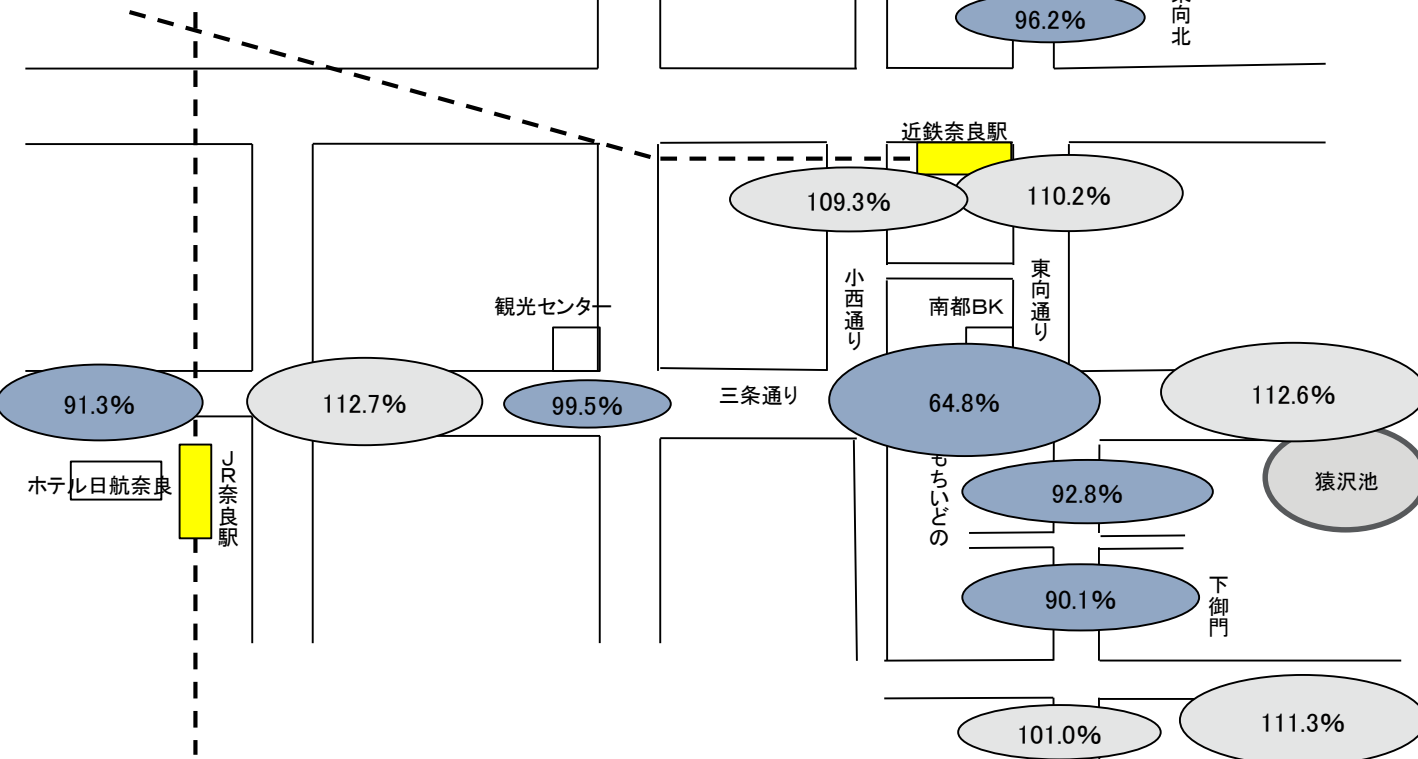 96.2%
向北
近鉄奈良駅
109.3%
110.2%
小西通り
東向通り
観光センター
南都BK
91.3%
112.7%
99.5%
三条通り
64.8%
112.6%
ホテル日航奈良
JR奈良駅
もちいどの
92.8%
猿沢池
90.1%
下御門
101.0%
111.3%